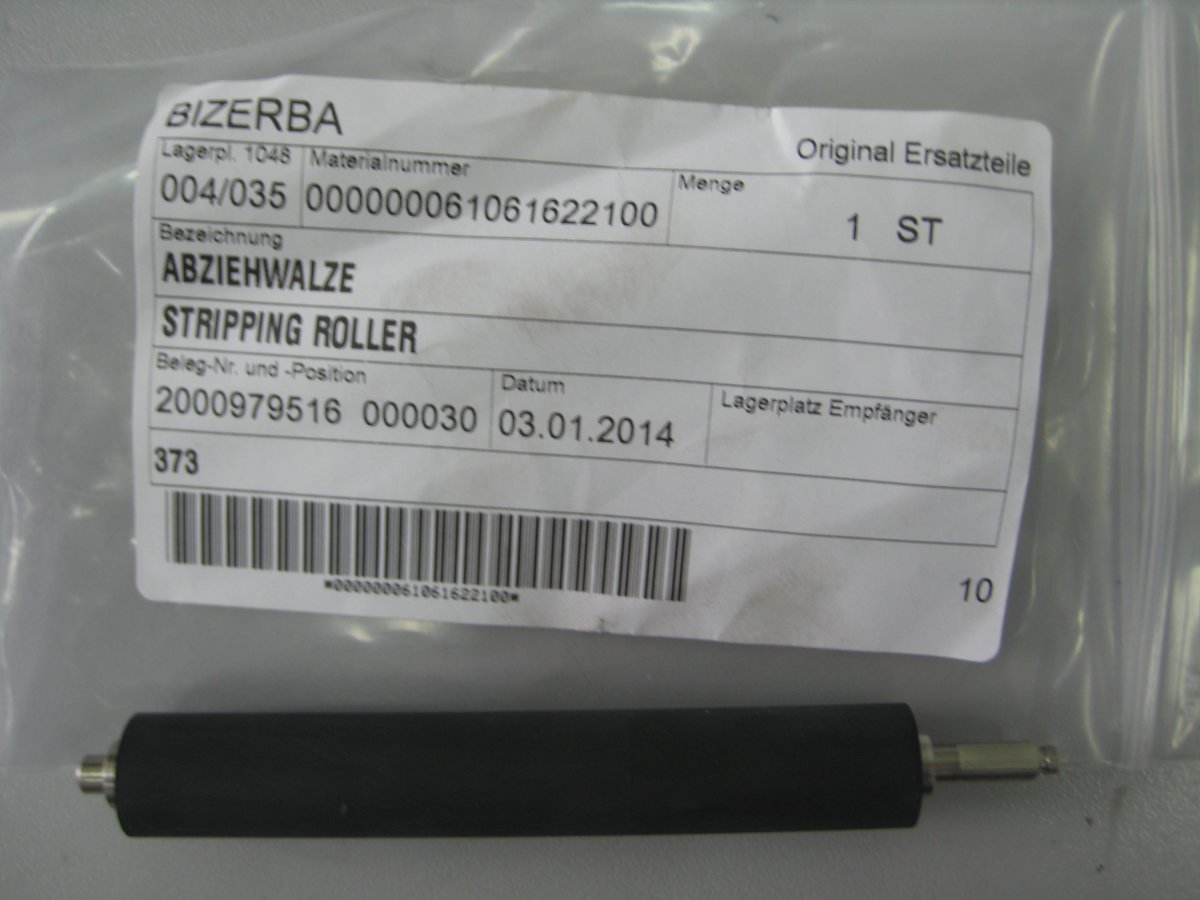 BIZERBA
Original Ersatzteile
Lagerpl. 1048 Materialnummer Menge
004/035 000000061061622100 1 ST
Bezeichnung
ABZIEHWALZE
STRIPPING ROLLER
Beleg-Nr. und -Position Datum Lagerplatz Empfänger
2000979516 000030 03.01.2014
373
*000000061061622100*
10